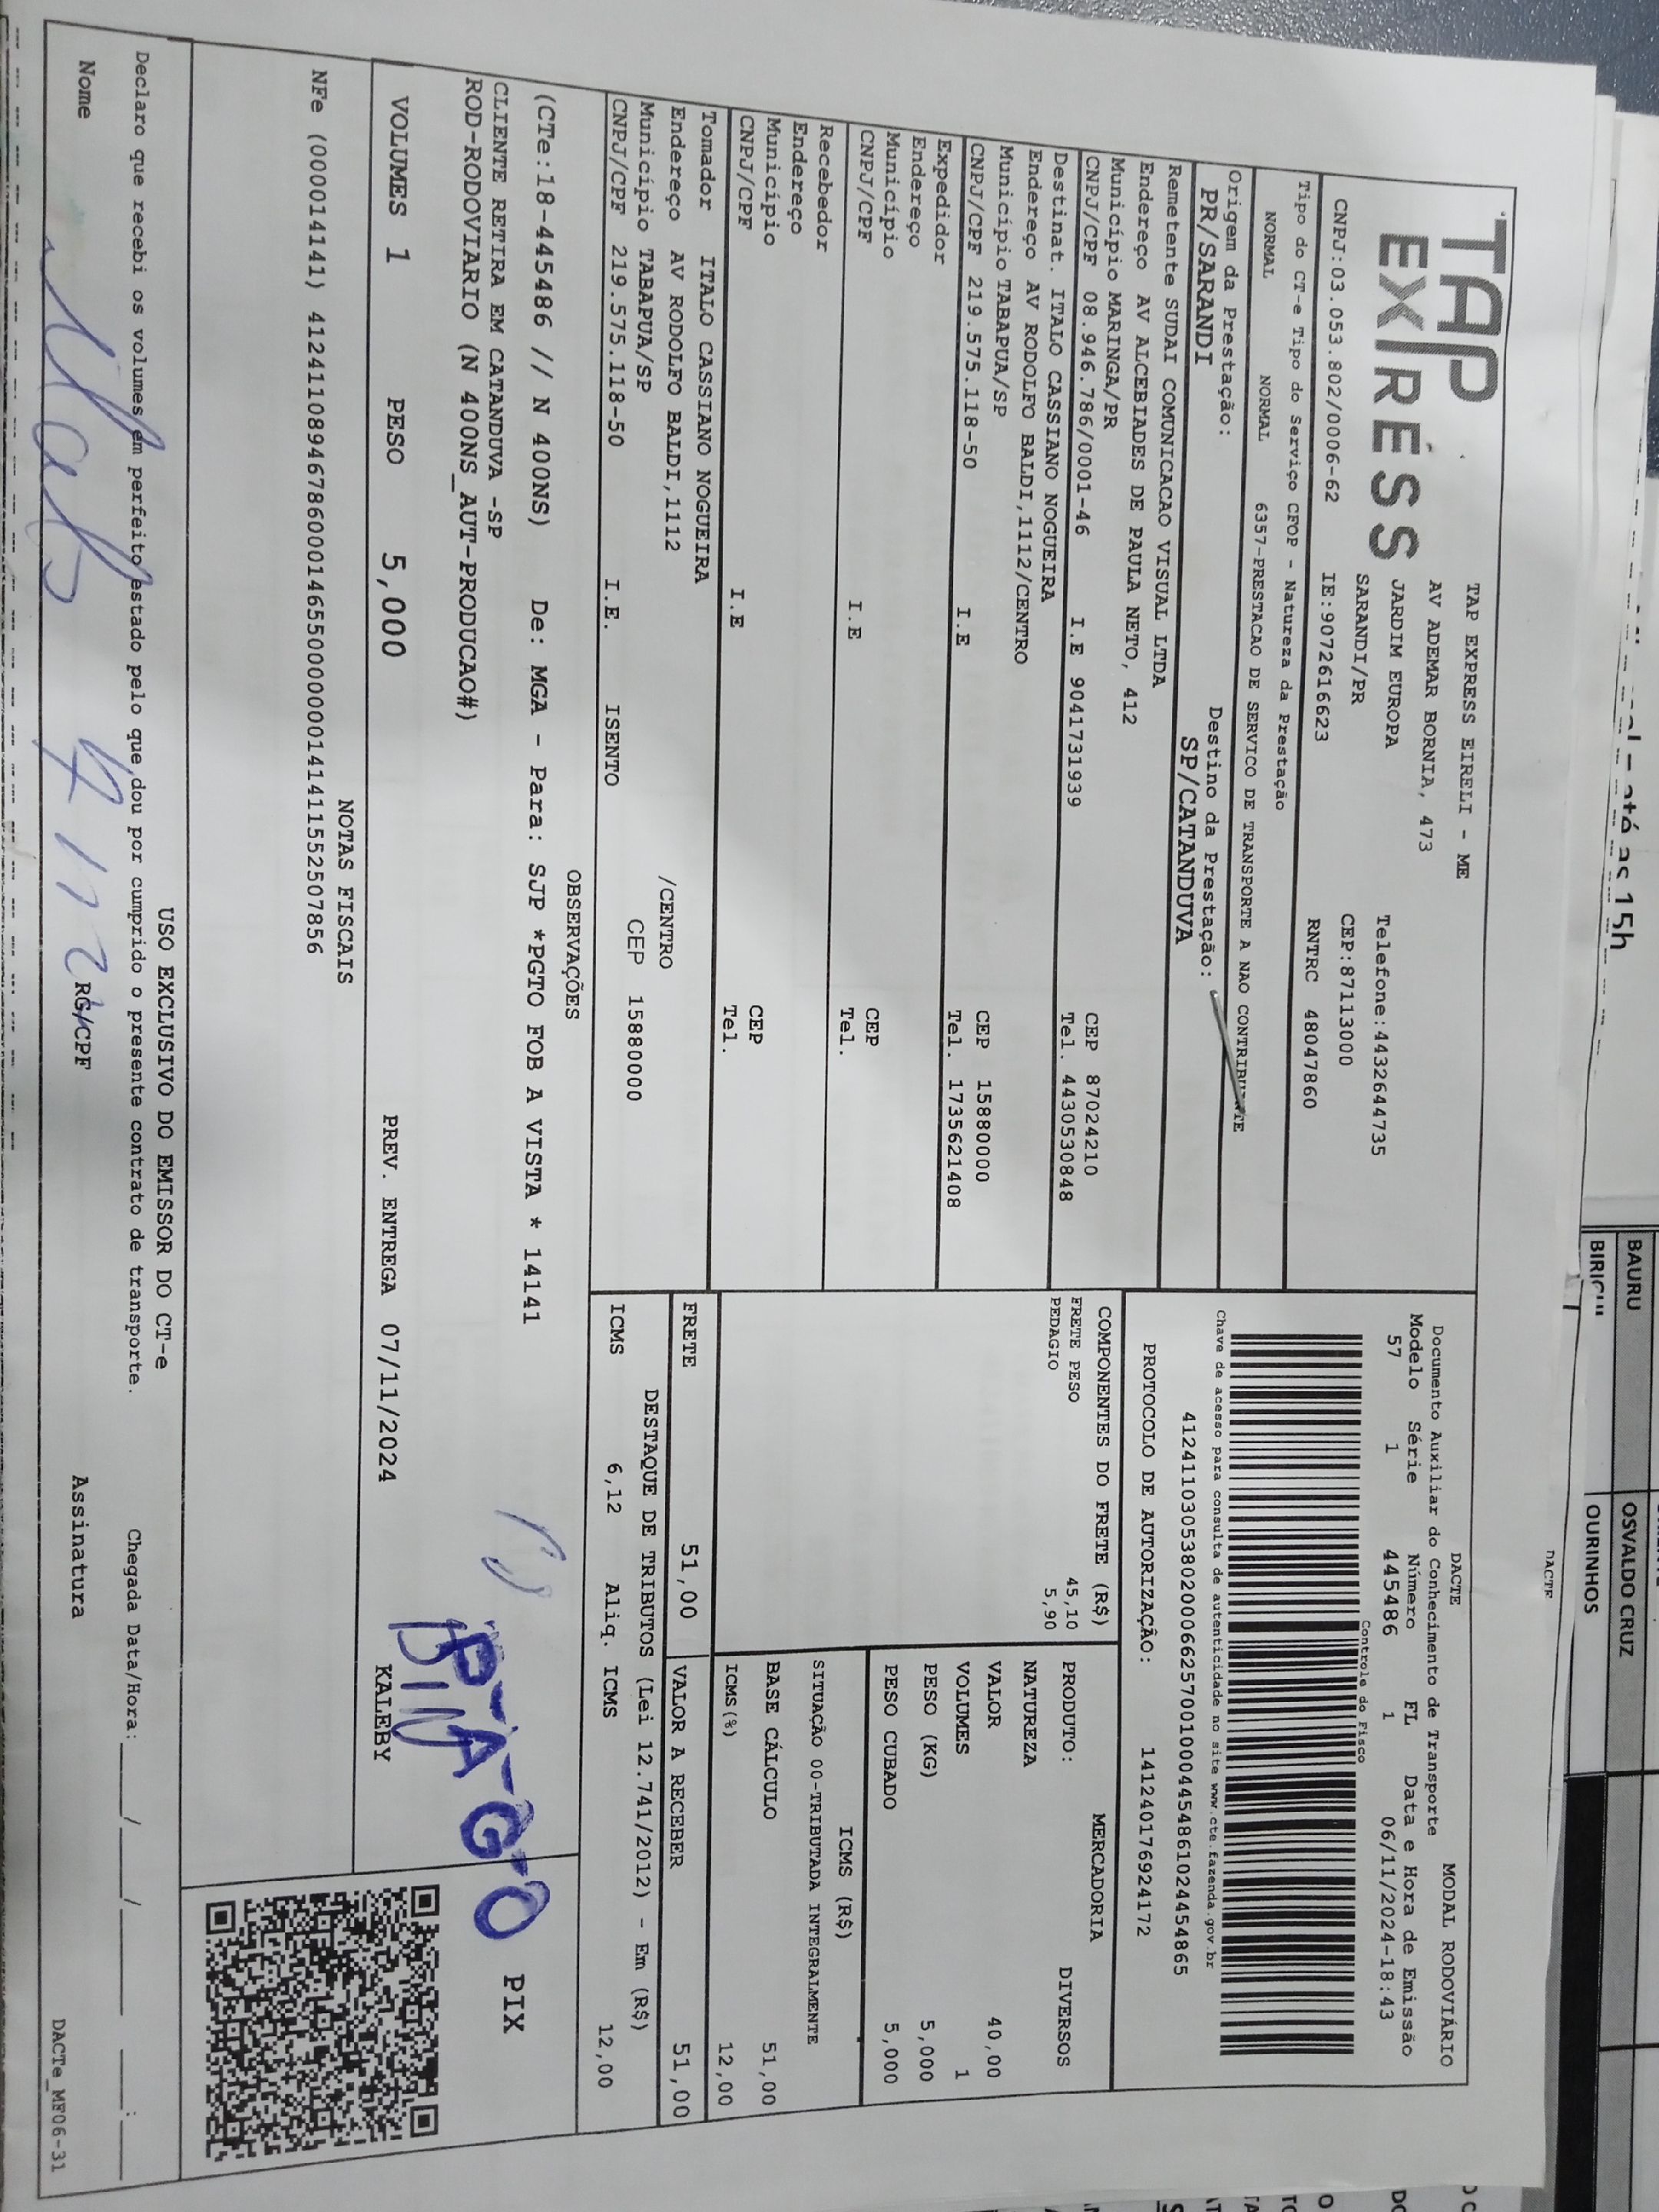 TAP EXPRESS
TAP EXPRESS EIRELI - ME
AV ADEMAR BORNIA, 473
JARDIM EUROPA
SARANDI/PR
Telefone:4432644735
CEP:87113000
CNPJ:03.053.802/0006-62 IE:9072616623 RNTRC 48047860
Tipo do CT-e Tipo do Serviço CFOP - Natureza da Prestação
NORMAL NORMAL 6357-PRESTACAO DE SERVICO DE TRANSPORTE A NAO CONTRIBUINTE
Origem da Prestação: Destino da Prestação:
PR/SARANDI SP/CATANDUVA
Remetente SUDAI COMUNICACAO VISUAL LTDA
Endereço AV ALCEBIADES DE PAULA NETO, 412
Município MARINGA/PR CEP 87024210
CNPJ/CPF 08.946.786/0001-46 I.E 9041731939 Tel. 4430530848
Destinat. ITALO CASSIANO NOGUEIRA
Endereço AV RODOLFO BALDI,1112/CENTRO
Município TABAPUA/SP CEP 15880000
CNPJ/CPF 219.575.118-50 I.E Tel. 1735621408
Expedidor
Endereço
Município CEP
CNPJ/CPF I.E Tel.
Recebedor
Endereço
Município CEP
CNPJ/CPF I.E Tel.
Tomador ITALO CASSIANO NOGUEIRA
Endereço AV RODOLFO BALDI,1112 /CENTRO
Município TABAPUA/SP CEP 15880000
CNPJ/CPF 219.575.118-50 I.E. ISENTO
DACTE MODAL RODOVIÁRIO
Documento Auxiliar do Conhecimento de Transporte
Modelo Série Número FL Data e Hora de Emissão
57 1 445486 1 06/11/2024-18:43
Controle do Fisco
Chave de acesso para consulta de autenticidade no site www.cte.fazenda.gov.br
41241103053802000662570010004454861024454865
PROTOCOLO DE AUTORIZAÇÃO: 141240176924172
COMPONENTES DO FRETE (R$)
FRETE PESO 45,10
PEDAGIO 5,90
MERCADORIA
PRODUTO: DIVERSOS
NATUREZA
VALOR 40,00
VOLUMES 1
PESO (KG) 5,000
PESO CUBADO 5,000
ICMS (R$)
SITUAÇÃO 00-TRIBUTADA INTEGRALMENTE
BASE CÁLCULO 51,00
ICMS(%) 12,00
FRETE 51,00 VALOR A RECEBER 51,00
DESTAQUE DE TRIBUTOS (Lei 12.741/2012) - Em (R$)
ICMS 6,12 Aliq. ICMS 12,00
OBSERVAÇÕES
(CTe:18-445486 // N 400NS) De: MGA - Para: SJP *PGTO FOB A VISTA * 14141
CLIENTE RETIRA EM CATANDUVA -SP
ROD-RODOVIARIO (N 400NS_AUT-PRODUCAO#)
PIX
P-A-G-O
VOLUMES 1 PESO 5,000 PREV. ENTREGA 07/11/2024 KALEBY
NOTAS FISCAIS
NFe (000014141) 41241108946786000146550000000141411552507856
USO EXCLUSIVO DO EMISSOR DO CT-e
Declaro que recebi os volumes em perfeito estado pelo que dou por cumprido o presente contrato de transporte. Chegada Data/Hora: / / :
Nome RG/CPF Assinatura
DACTe_MF06-31
até as 15h
BAURU OSVALDO CRUZ
OURINHOS